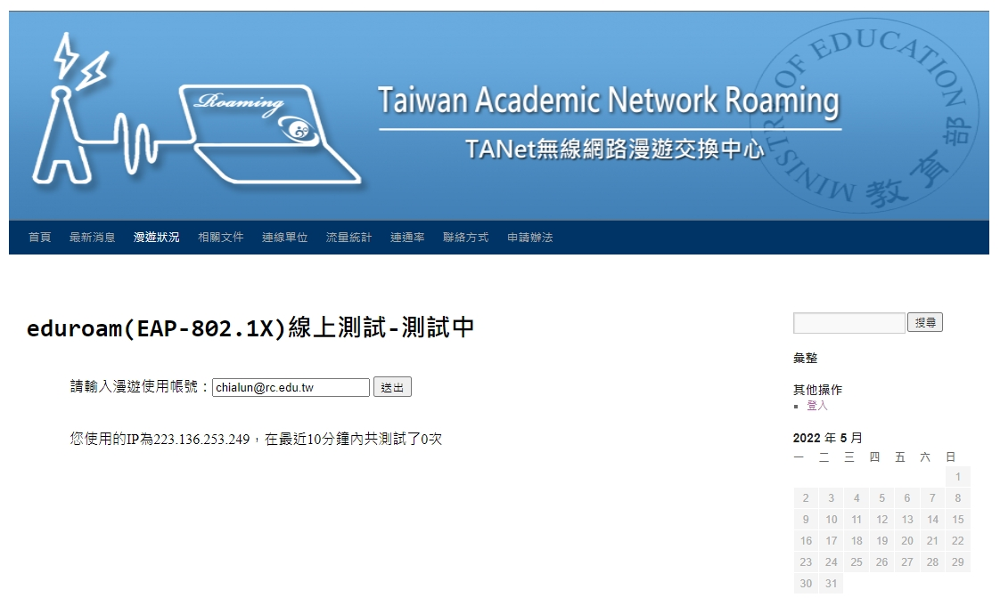 Roaming
Taiwan Academic Network Roaming
TANet無線網路漫遊交換中心
MINISTRY OF EDUCATION
教育部
首頁 最新消息 漫遊狀況 相關文件 連線單位 流量統計 連通率 聯絡方式 申請辦法
eduroam(EAP-802.1X)線上測試-測試中
請輸入漫遊使用帳號：chialun@rc.edu.tw 送出
您使用的IP為223.136.253.249，在最近10分鐘內共測試了0次
搜尋
彙整
其他操作
登入
2022 年 5 月
一 二 三 四 五 六 日
1
2 3 4 5 6 7 8
9 10 11 12 13 14 15
16 17 18 19 20 21 22
23 24 25 26 27 28 29
30 31